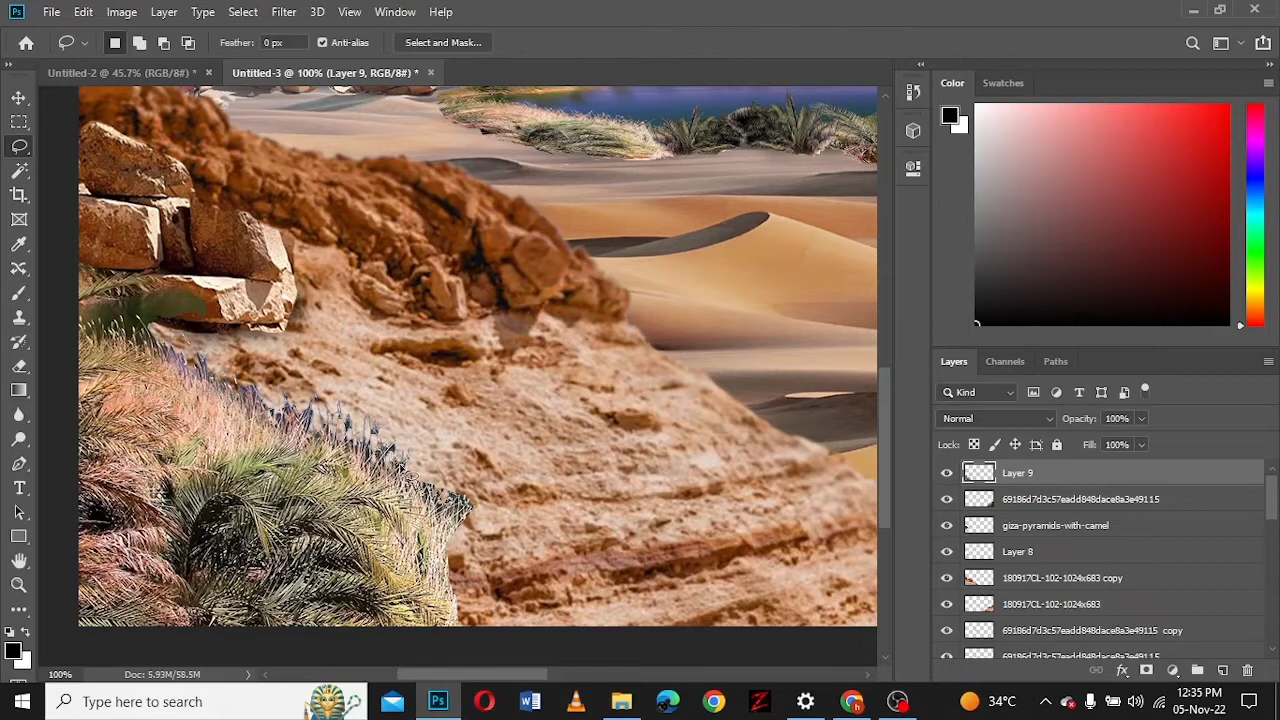 Ps File Edit Image Layer Type Select Filter 3D View Window Help
Feather: 0 px Anti-alias Select and Mask...
Untitled-2 @ 45.7% (RGB/8#) * × Untitled-3 @ 100% (Layer 9, RGB/8#) * ×
Color Swatches
Layers Channels Paths
Kind
Normal Opacity: 100%
Lock: Fill: 100%
Layer 9
69186d7d3c57eadd848dace8a3e49115
giza-pyramids-with-camel
Layer 8
180917CL-102-1024x683 copy
180917CL-102-1024x683
69186d7d3c57eadd848dace8a3e49115 copy
69186d7d3c57eadd848dace8a3e49115
100% Doc: 5.93M/58.5M
Type here to search Ps 34°C 12:35 PM
05-Nov-22